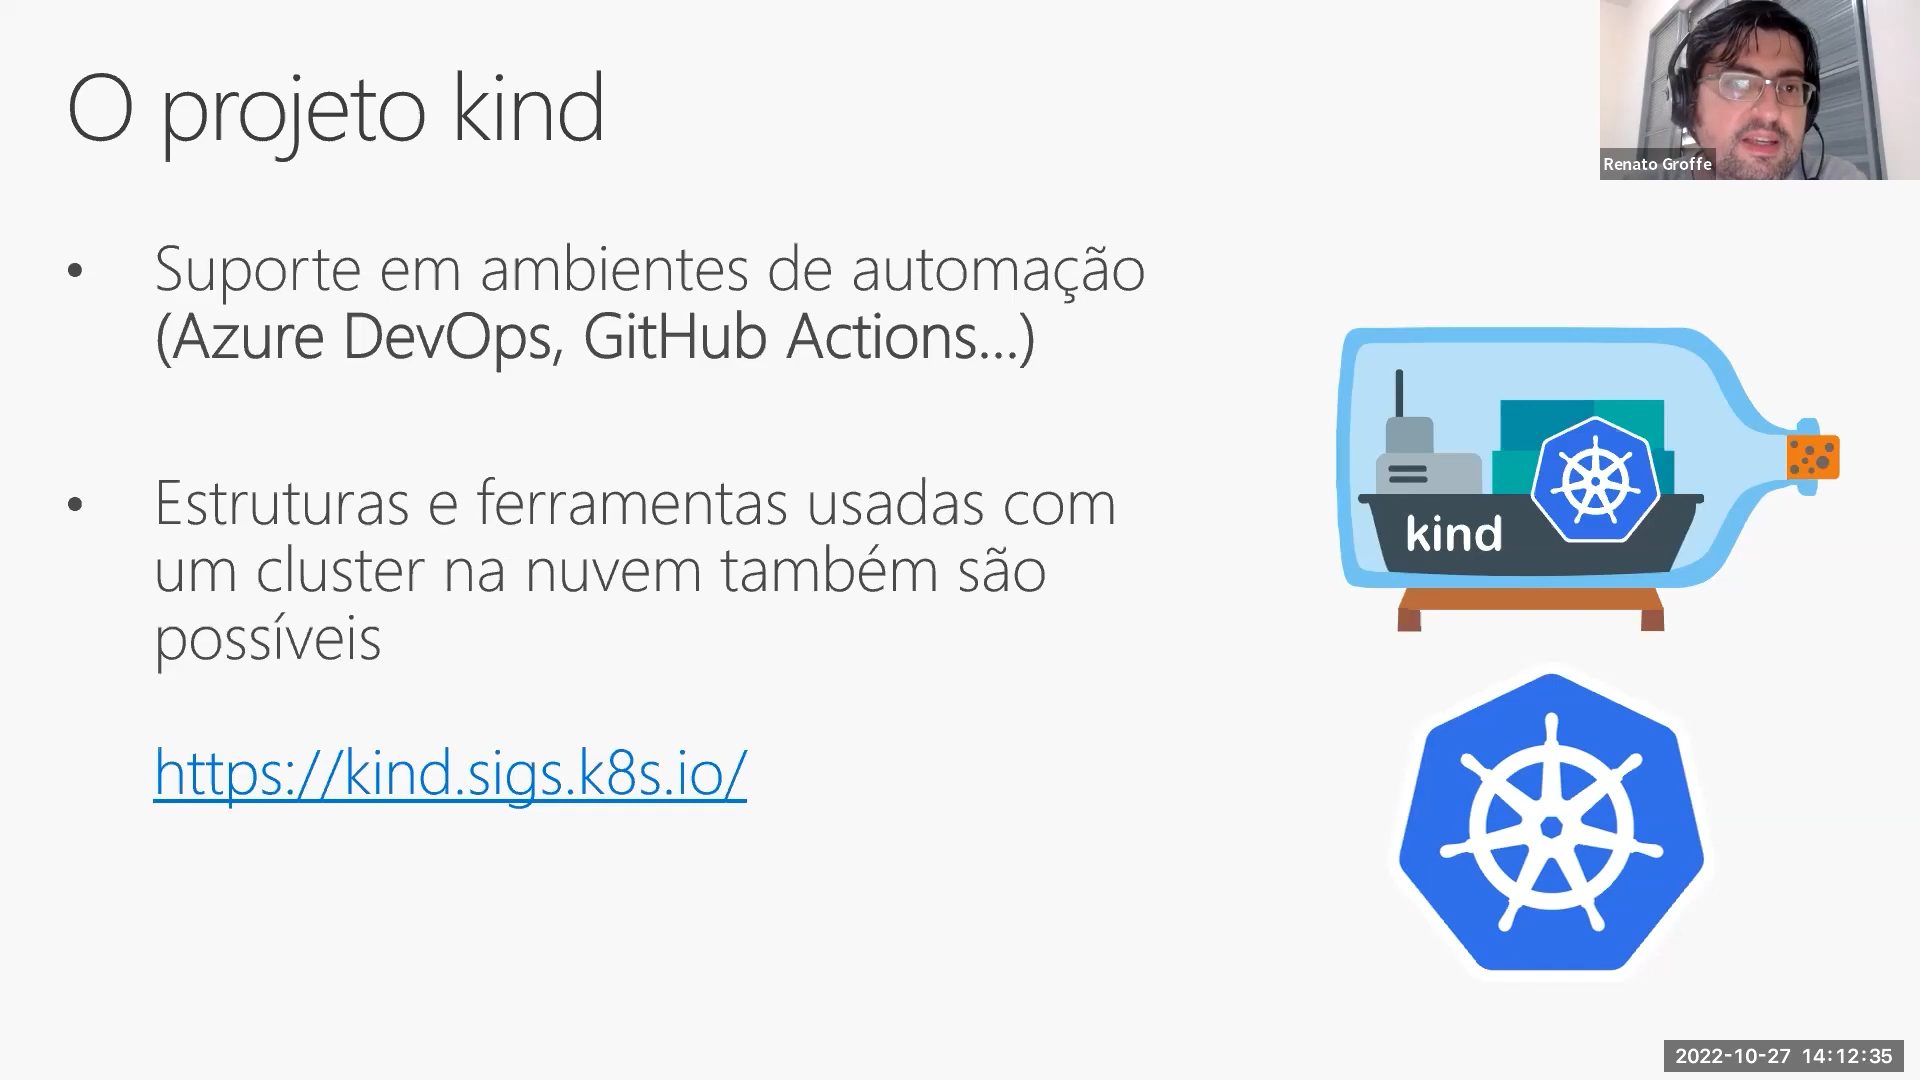 O projeto kind
Renato Groffe
• Suporte em ambientes de automação
(Azure DevOps, GitHub Actions...)
• Estruturas e ferramentas usadas com
um cluster na nuvem também são
possíveis
https://kind.sigs.k8s.io/
kind
2022-10-27 14:12:35